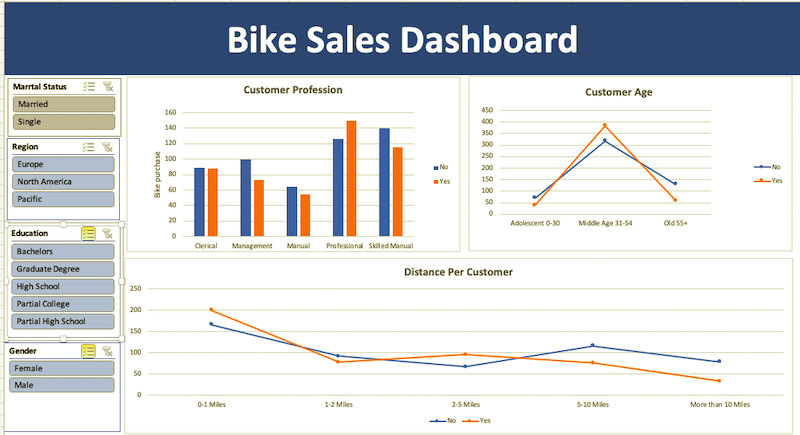 Bike Sales Dashboard
Marrtal Status
Married
Single
Region
Europe
North America
Pacific
Education
Bachelors
Graduate Degree
High School
Partial College
Partial High School
Gender
Female
Male
Customer Profession
Bike purchase
160
140
120
100
80
60
40
20
0
Clerical Management Manual Professional Skilled Manual
No
Yes
Customer Age
450
400
350
300
250
200
150
100
50
0
Adolescent 0-30 Middle Age 31-54 Old 55+
No
Yes
Distance Per Customer
250
200
150
100
50
0
0-1 Miles 1-2 Miles 2-5 Miles 5-10 Miles More than 10 Miles
No Yes